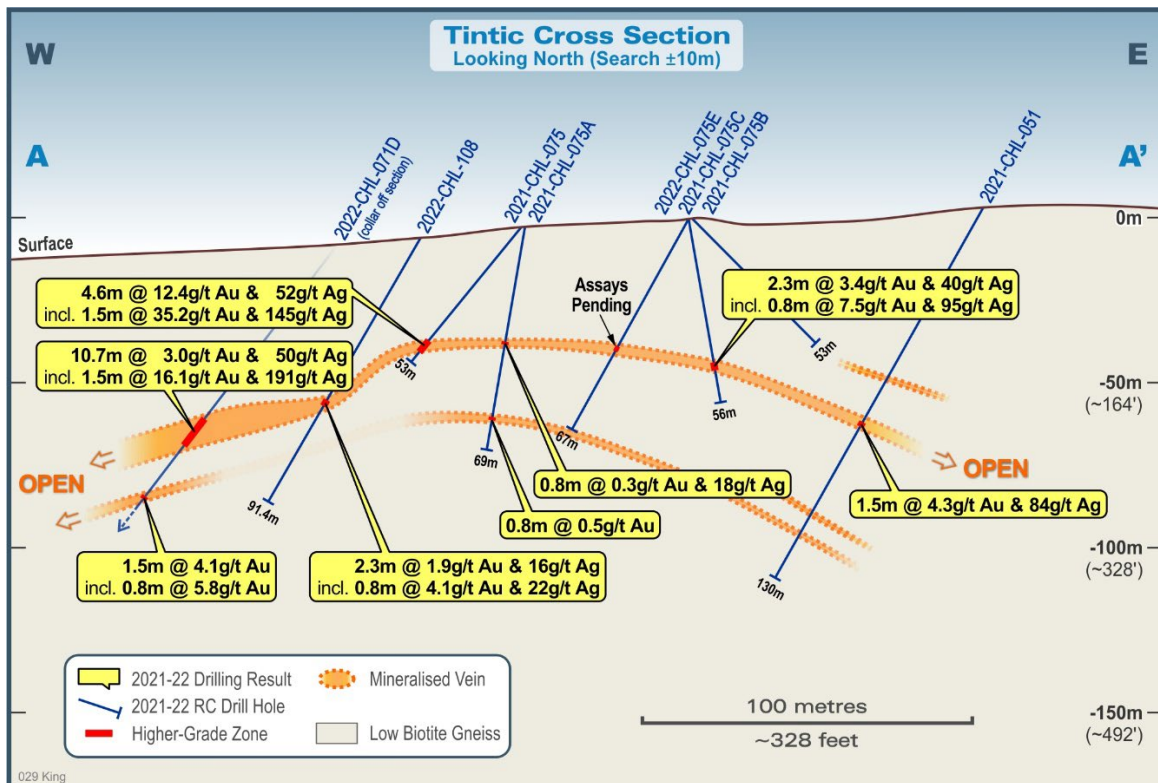 Tintic Cross Section
Looking North (Search ±10m)
W
E
A
A'
2022-CHL-071D
(collar off section)
2022-CHL-108
2021-CHL-075
2021-CHL-075A
2022-CHL-075E
2021-CHL-075C
2021-CHL-075B
2021-CHL-051
0m
Surface
4.6m @ 12.4g/t Au & 52g/t Ag
incl. 1.5m @ 35.2g/t Au & 145g/t Ag
Assays
Pending
2.3m @ 3.4g/t Au & 40g/t Ag
incl. 0.8m @ 7.5g/t Au & 95g/t Ag
10.7m @ 3.0g/t Au & 50g/t Ag
incl. 1.5m @ 16.1g/t Au & 191g/t Ag
53m
53m
-50m
(~164')
56m
67m
69m
OPEN
OPEN
0.8m @ 0.3g/t Au & 18g/t Ag
1.5m @ 4.3g/t Au & 84g/t Ag
91.4m
0.8m @ 0.5g/t Au
-100m
(~328')
1.5m @ 4.1g/t Au
incl. 0.8m @ 5.8g/t Au
2.3m @ 1.9g/t Au & 16g/t Ag
incl. 0.8m @ 4.1g/t Au & 22g/t Ag
130m
2021-22 Drilling Result
Mineralised Vein
2021-22 RC Drill Hole
Higher-Grade Zone
Low Biotite Gneiss
100 metres
~328 feet
-150m
(~492')
029 King